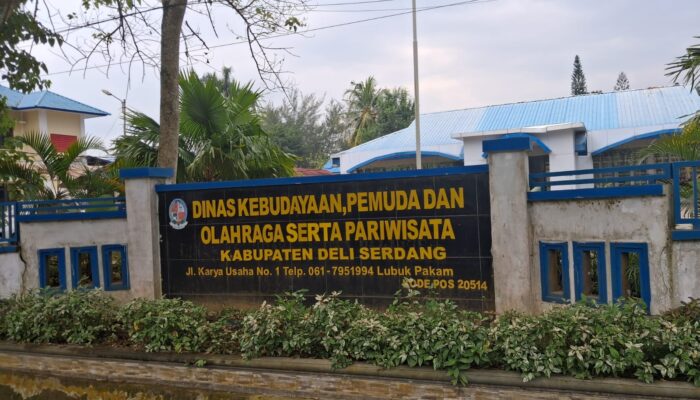 DINAS KEBUDAYAAN, PEMUDA DAN
OLAHRAGA SERTA PARIWISATA
KABUPATEN DELI SERDANG
Jl. Karya Usaha No. 1 Telp. 061-7951994 Lubuk Pakam
KODE POS 20514